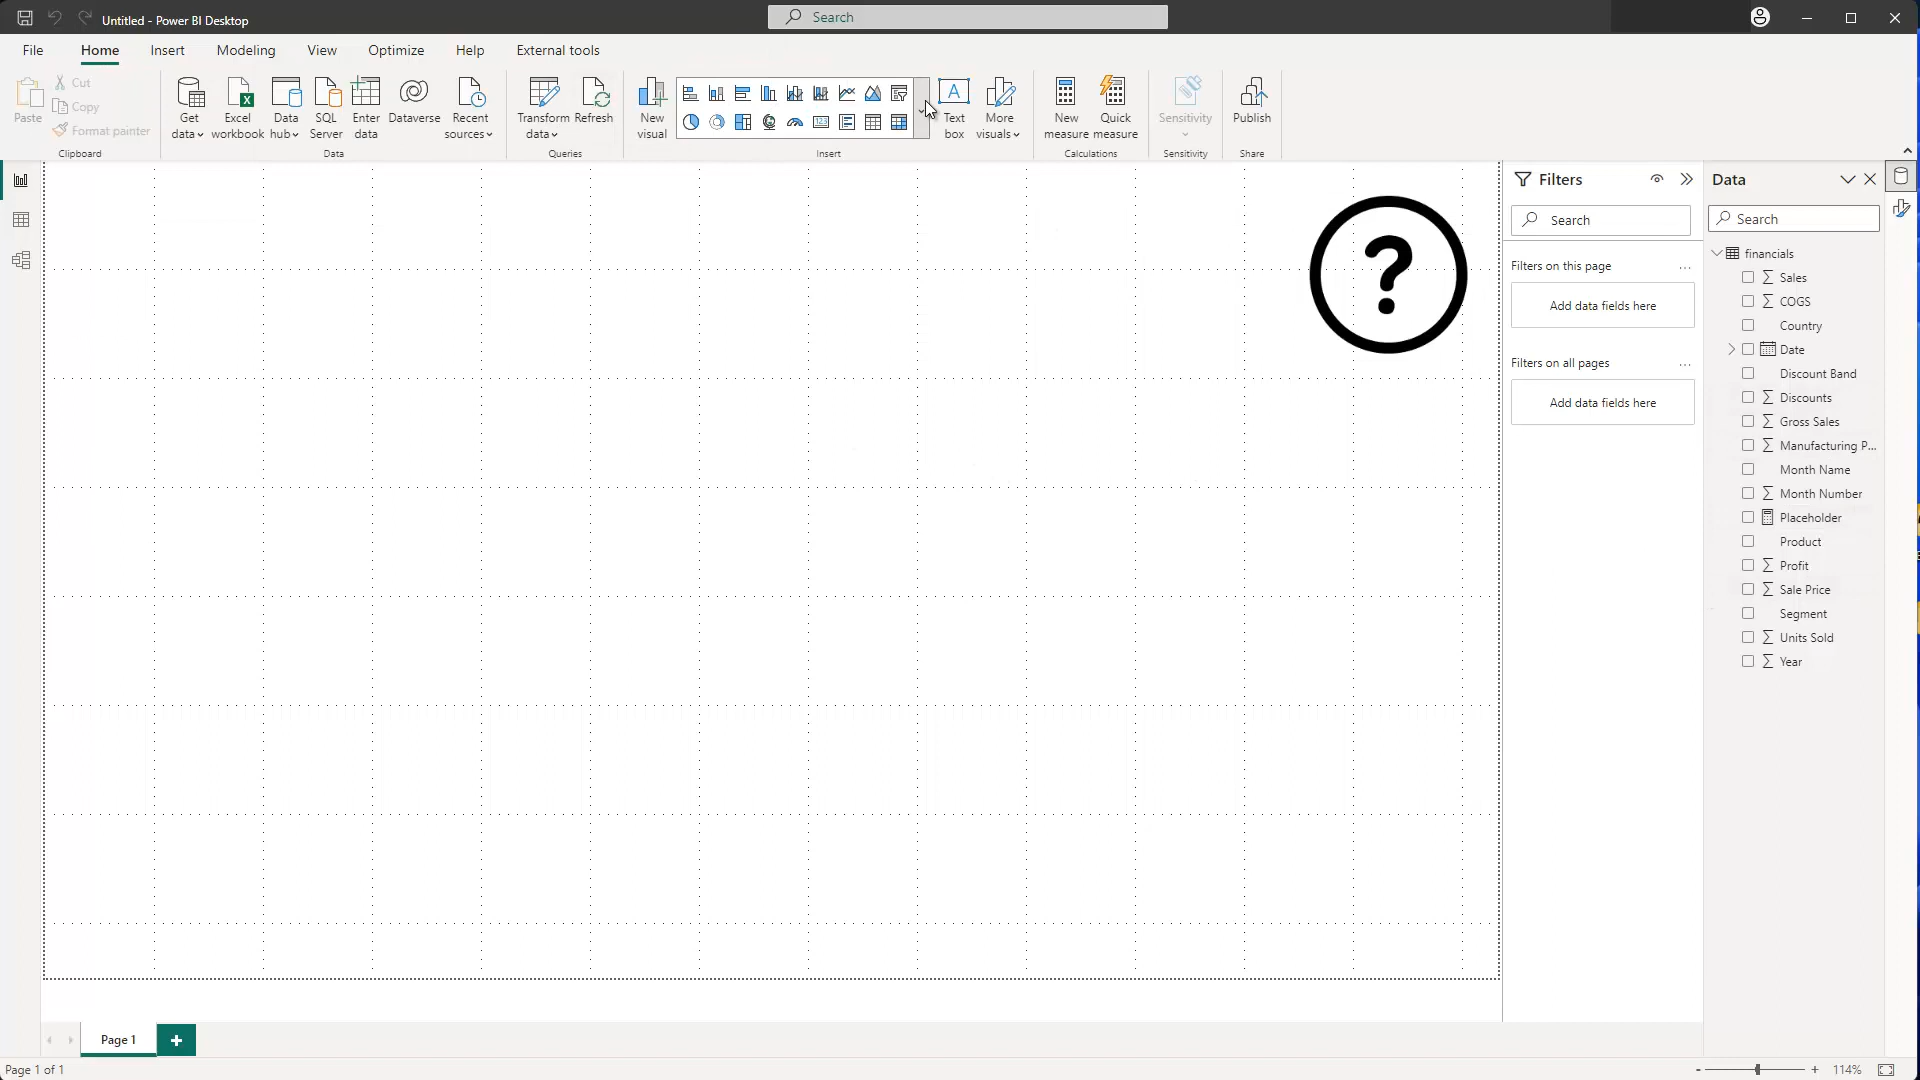 Untitled - Power BI Desktop
Search
File Home Insert Modeling View Optimize Help External tools
Paste
Cut
Copy
Format painter
Clipboard
Get data
Excel workbook
Data hub
SQL Server
Enter data
Dataverse
Recent sources
Data
Transform data
Refresh
Queries
New visual
123
A
Text box
More visuals
Insert
New measure
Quick measure
Calculations
Sensitivity
Sensitivity
Publish
Share
?
Filters
Search
Filters on this page ...
Add data fields here
Filters on all pages ...
Add data fields here
Data
Search
financials
Sales
COGS
Country
Date
Discount Band
Discounts
Gross Sales
Manufacturing P...
Month Name
Month Number
Placeholder
Product
Profit
Sale Price
Segment
Units Sold
Year
Page 1
+
Page 1 of 1
- + 114%